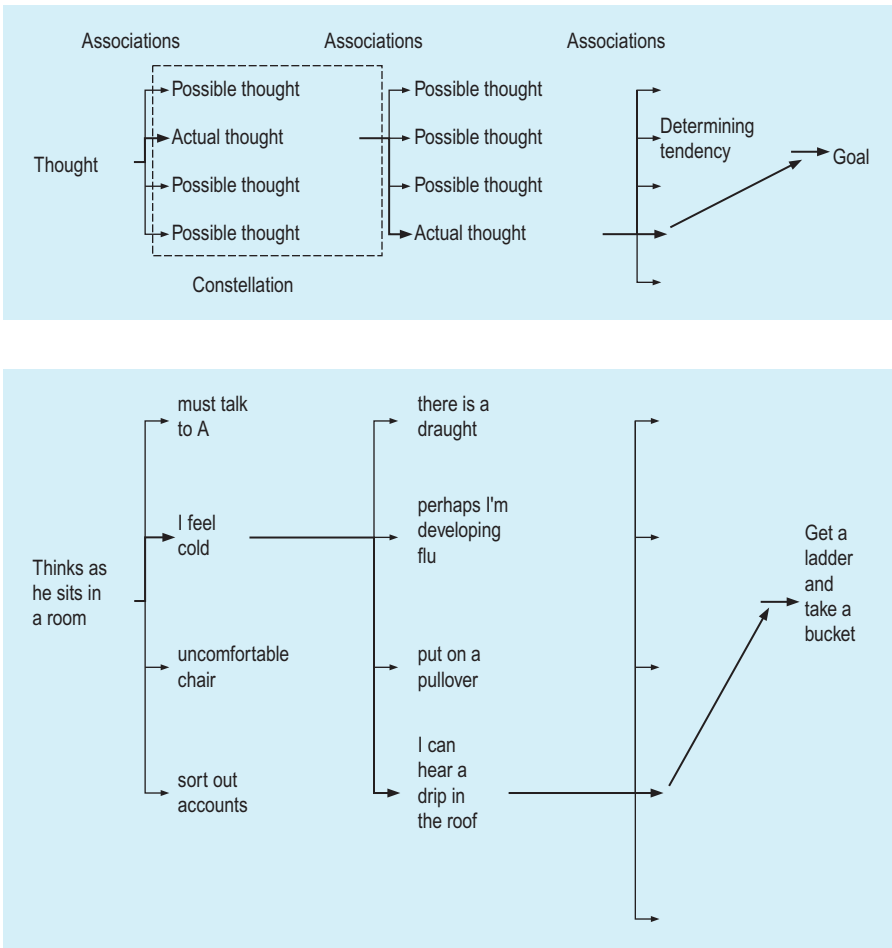 Associations
Associations
Associations
Possible thought
Possible thought
Actual thought
Possible thought
Determining
tendency
Thought
Goal
Possible thought
Possible thought
Possible thought
Actual thought
Constellation
must talk
to A
there is a
draught
I feel
cold
perhaps I'm
developing
flu
Thinks as
he sits in
a room
Get a
ladder
and
take a
bucket
uncomfortable
chair
put on a
pullover
sort out
accounts
I can
hear a
drip in
the roof